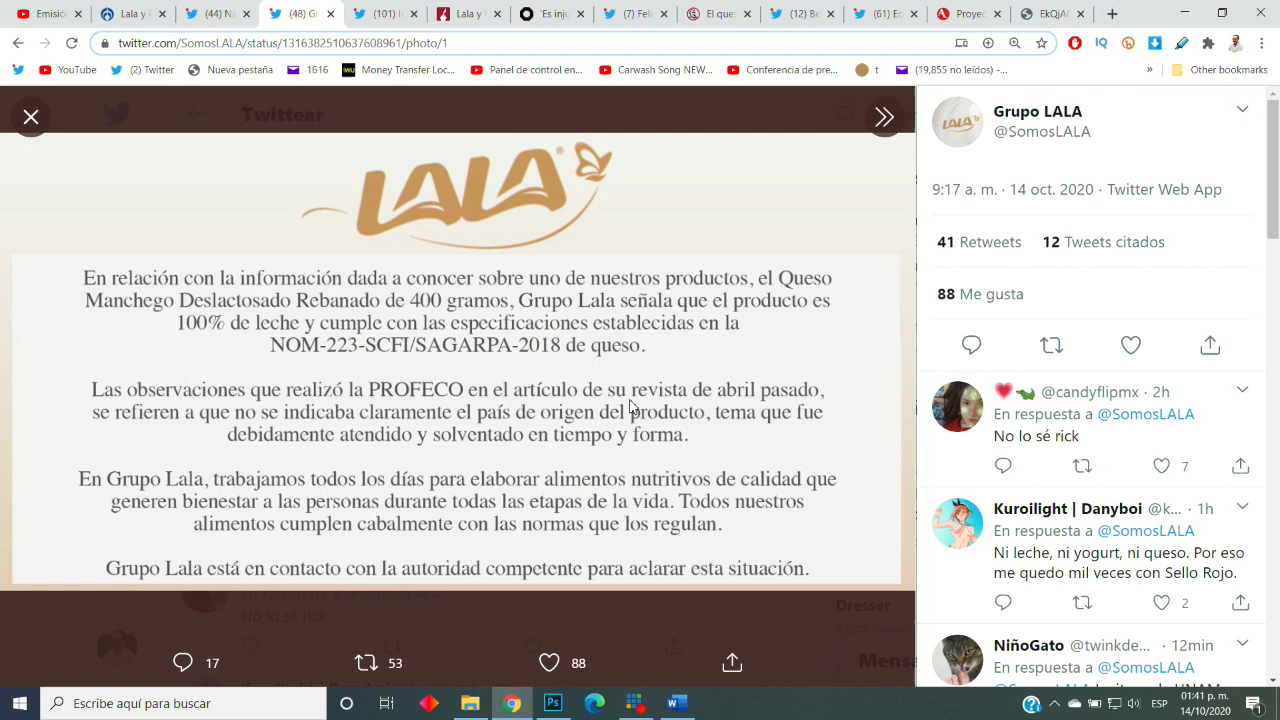 Emisió
(44) Na
(48) Gr
(101)
Lala y
"Es inju
(7) Feli
El ques
(12) Be
(61) Ec
Proyec
EkQjAC
twitter.com/SomosLALA/status/1316382510637608961/photo/1
YouTube
(2) Twitter
Nueva pestaña
1616
Money Transfer Loc...
Panel de control en...
Carwash Song NEW...
Conferencia de pre...
t
(19,855 no leídos) -...
»
Other bookmarks
Twittear
LALA®
En relación con la información dada a conocer sobre uno de nuestros productos, el Queso
Manchego Deslactosado Rebanado de 400 gramos, Grupo Lala señala que el producto es
100% de leche y cumple con las especificaciones establecidas en la
NOM-223-SCFI/SAGARPA-2018 de queso.
Las observaciones que realizó la PROFECO en el artículo de su revista de abril pasado,
se refieren a que no se indicaba claramente el país de origen del producto, tema que fue
debidamente atendido y solventado en tiempo y forma.
En Grupo Lala, trabajamos todos los días para elaborar alimentos nutritivos de calidad que
generen bienestar a las personas durante todas las etapas de la vida. Todos nuestros
alimentos cumplen cabalmente con las normas que los regulan.
Grupo Lala está en contacto con la autoridad competente para aclarar esta situación.
No lo sé rick
Dresser
17
53
88
Grupo LALA
@SomosLALA
9:17 a. m. · 14 oct. 2020 · Twitter Web App
41 Retweets 12 Tweets citados
88 Me gusta
@candyflipmx · 2h
En respuesta a @SomosLALA
No lo sé rick
7
Kuroilight | Danyboi @k... · 1h
En respuesta a @SomosLALA
Ni leche, ni yogurt, ni queso. Por eso
me quedo mil veces con Sello Rojo.
2
NiñoGato @twinkde... · 12min
En respuesta a @SomosLALA
Escribe aquí para buscar
ESP
01:41 p. m.
14/10/2020
1